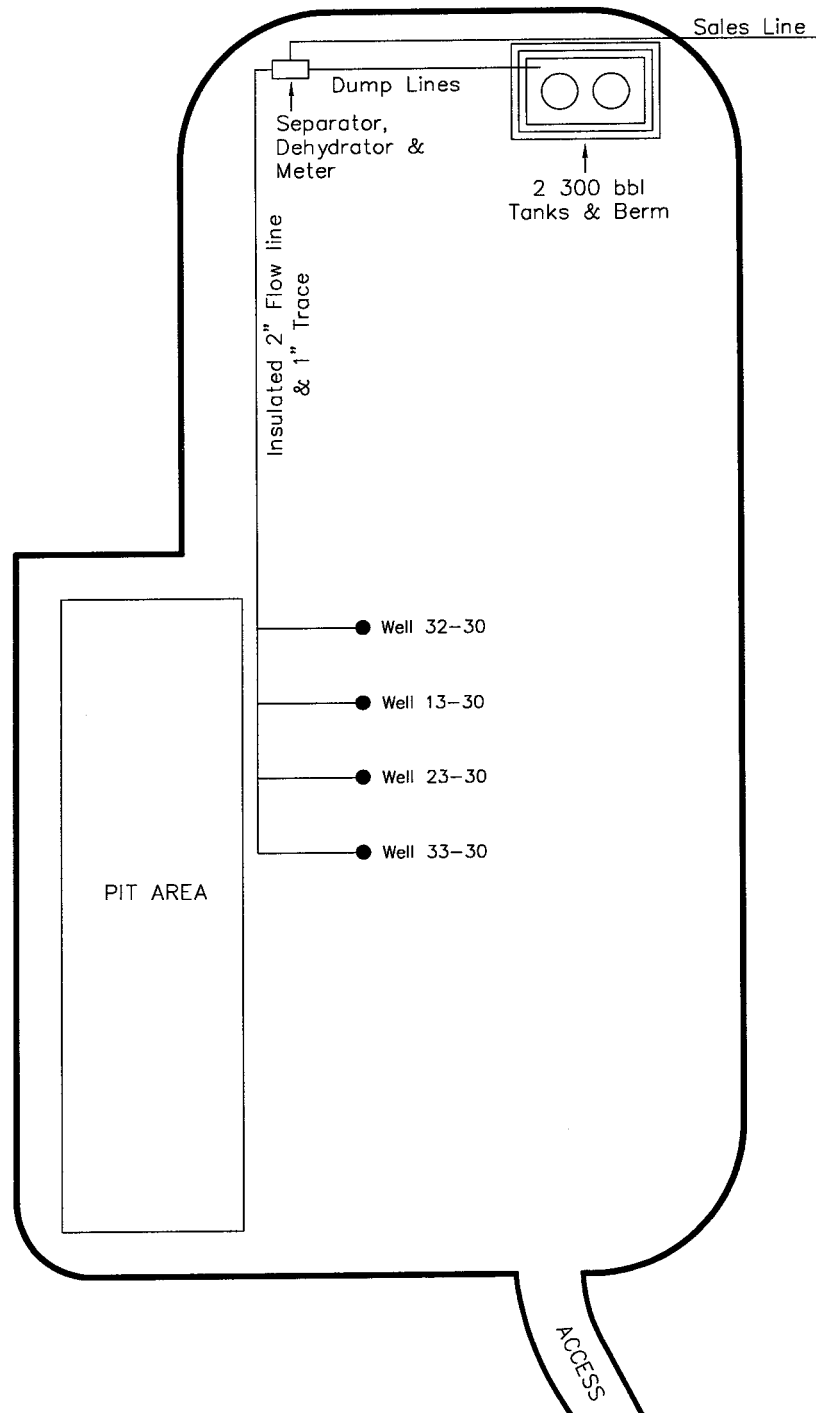 Sales Line
Dump Lines
Separator,
Dehydrator &
Meter
2 300 bbl
Tanks & Berm
Insulated 2" Flow line
& 1" Trace
Well 32-30
Well 13-30
Well 23-30
Well 33-30
PIT AREA
ACCESS